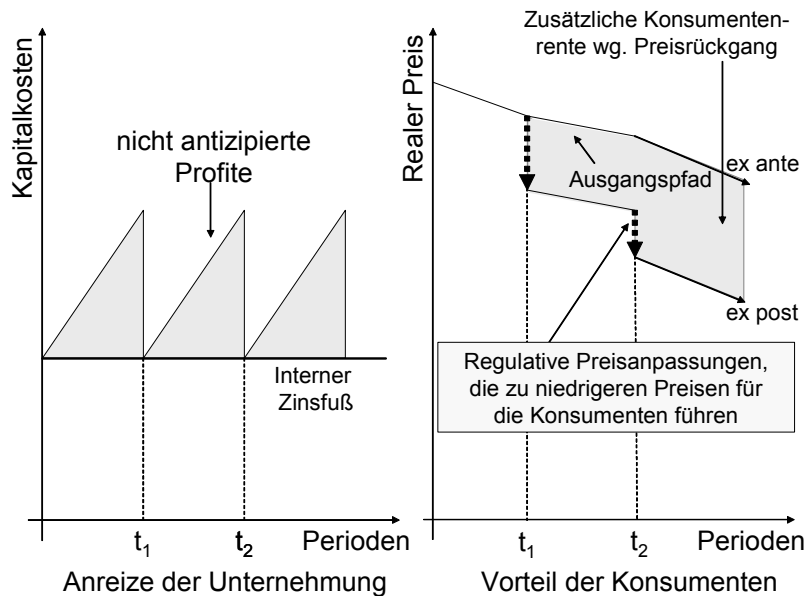 Kapitalkosten
nicht antizipierte
Profite
Interner
Zinsfuß
t1
t2
Perioden
Anreize der Unternehmung
Realer Preis
Zusätzliche Konsumenten-
rente wg. Preisrückgang
ex ante
Ausgangspfad
ex post
Regulative Preisanpassungen,
die zu niedrigeren Preisen für
die Konsumenten führen
t1
t2
Perioden
Vorteil der Konsumenten